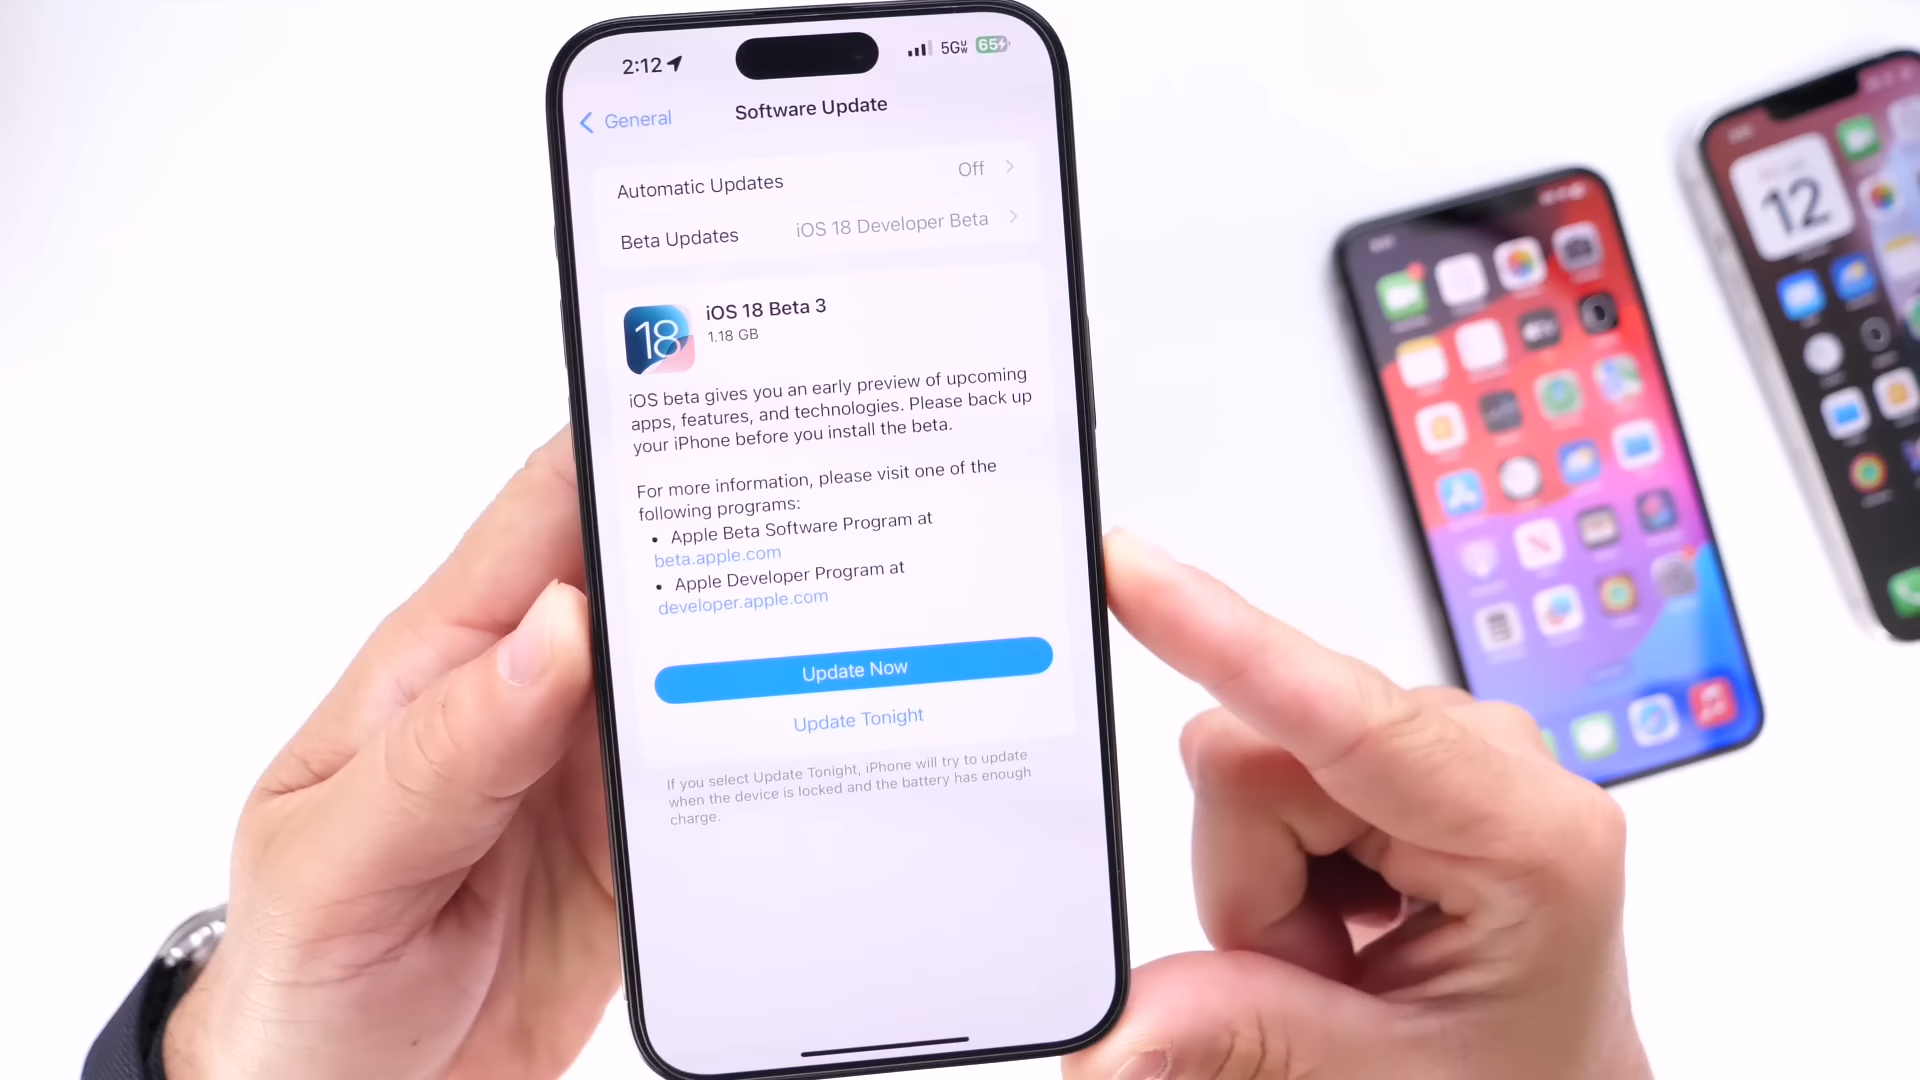 2:12 5GUW 65
General Software Update
Automatic Updates Off
Beta Updates iOS 18 Developer Beta
18
iOS 18 Beta 3
1.18 GB
iOS beta gives you an early preview of upcoming
apps, features, and technologies. Please back up
your iPhone before you install the beta.
For more information, please visit one of the
following programs:
• Apple Beta Software Program at
beta.apple.com
• Apple Developer Program at
developer.apple.com
Update Now
Update Tonight
If you select Update Tonight, iPhone will try to update
when the device is locked and the battery has enough
charge.
12